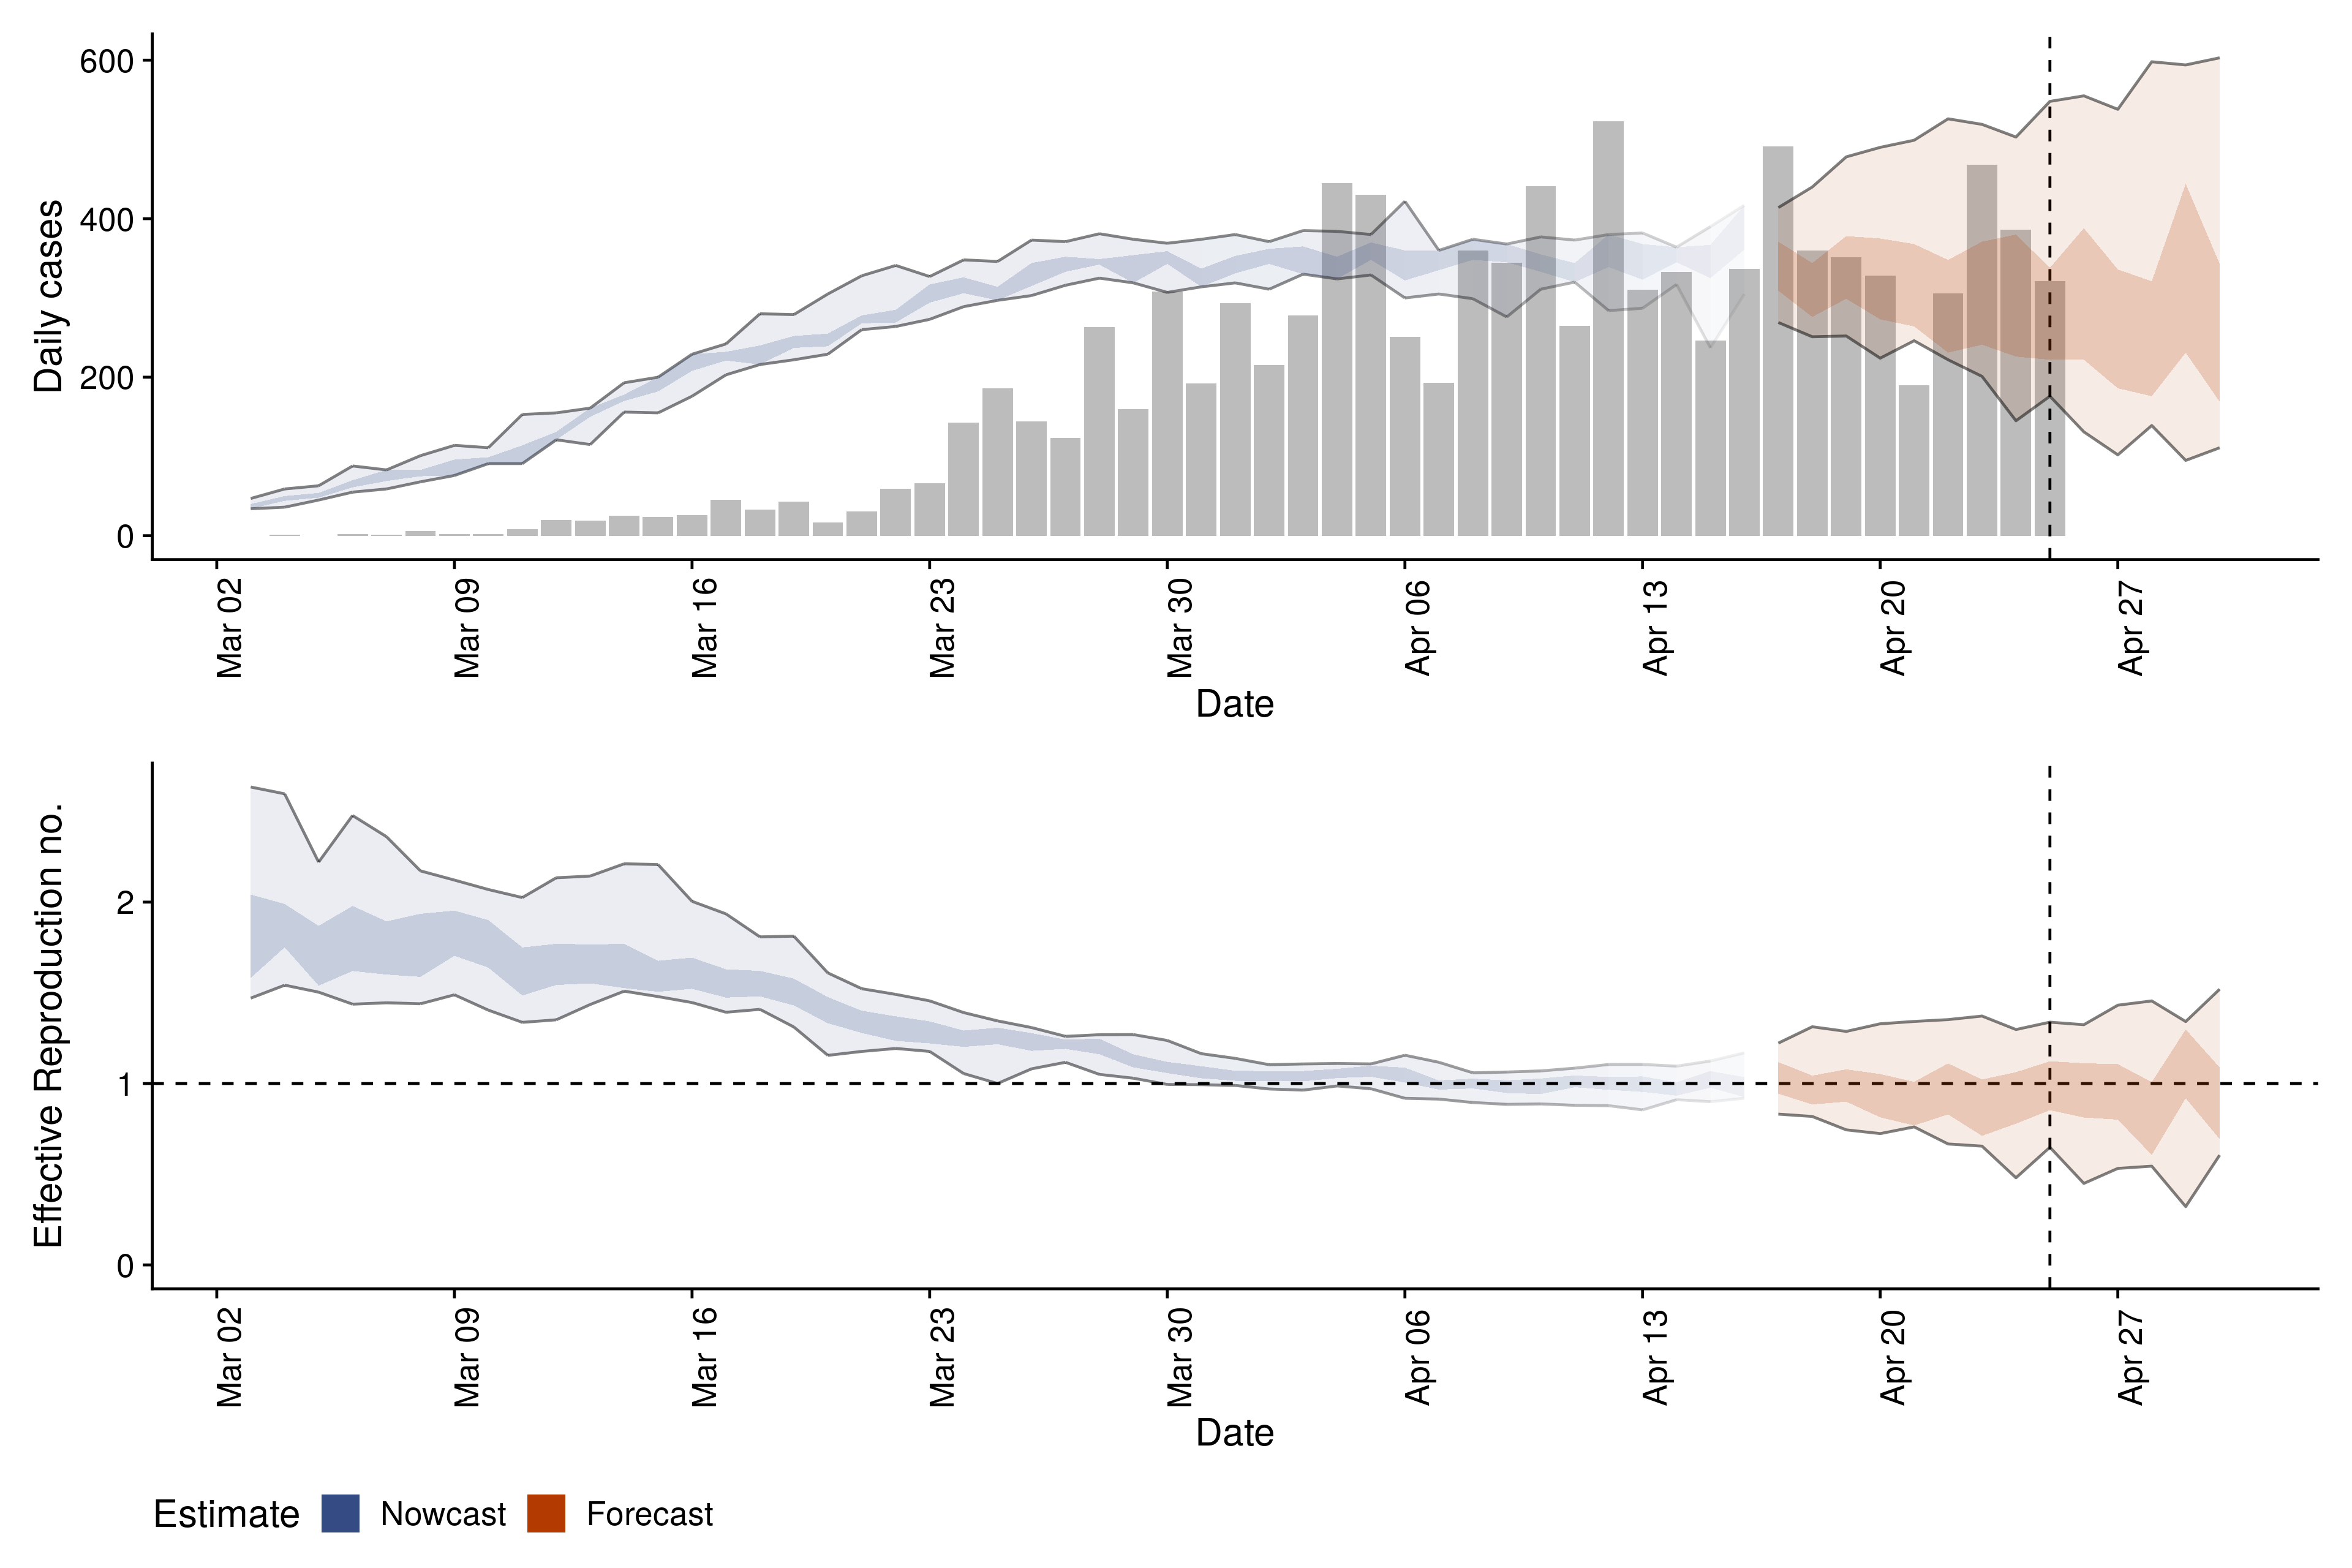 600
400
200
0
Daily cases
Mar 02
Mar 09
Mar 16
Mar 23
Mar 30
Apr 06
Apr 13
Apr 20
Apr 27
Date
2
1
0
Effective Reproduction no.
Mar 02
Mar 09
Mar 16
Mar 23
Mar 30
Apr 06
Apr 13
Apr 20
Apr 27
Date
Estimate Nowcast Forecast